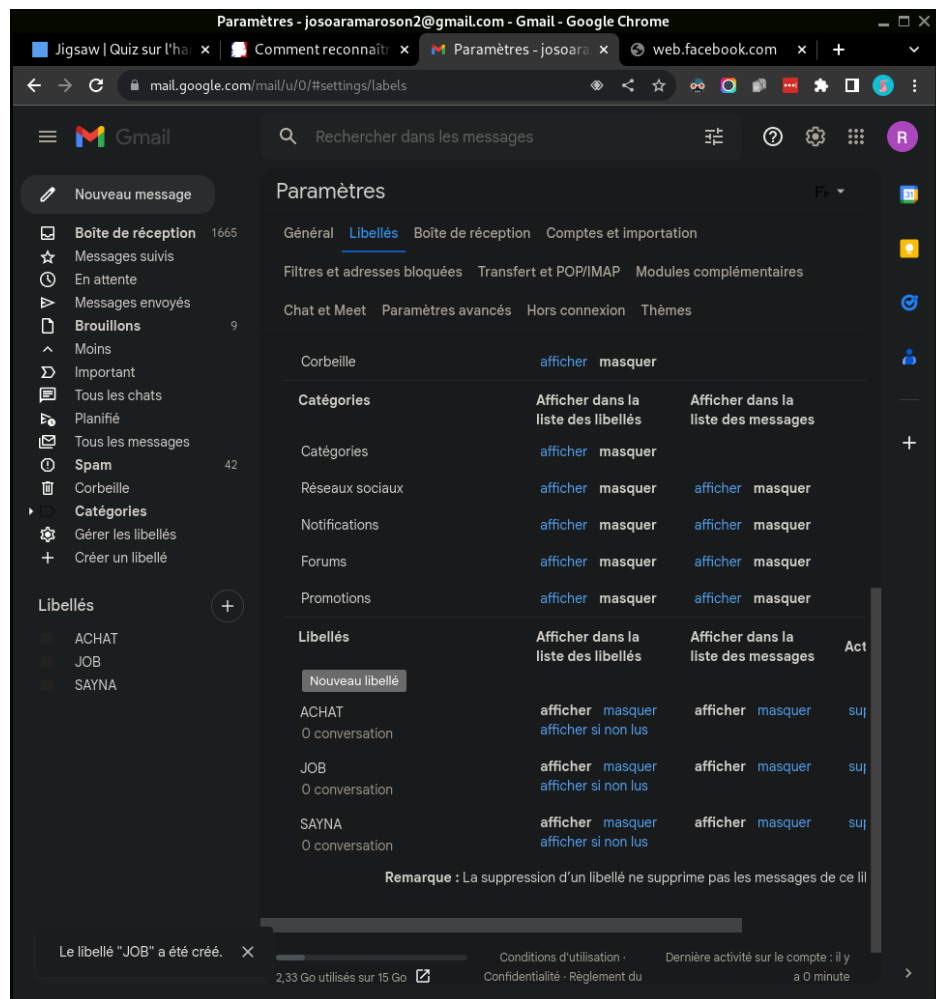 Paramètres - josoaramaroson2@gmail.com - Gmail - Google Chrome
Jigsaw | Quiz sur l'ha
Comment reconnaîtr
Paramètres - josoara
web.facebook.com
mail.google.com/mail/u/0/#settings/labels
Gmail
Rechercher dans les messages
R
Nouveau message
Boîte de réception 1665
Messages suivis
En attente
Messages envoyés
Brouillons 9
Moins
Important
Tous les chats
Planifié
Tous les messages
Spam 42
Corbeille
Catégories
Gérer les libellés
Créer un libellé
Libellés
ACHAT
JOB
SAYNA
Paramètres
Fr
Général Libellés Boîte de réception Comptes et importation
Filtres et adresses bloquées Transfert et POP/IMAP Modules complémentaires
Chat et Meet Paramètres avancés Hors connexion Thèmes
Corbeille afficher masquer
Catégories Afficher dans la liste des libellés Afficher dans la liste des messages
Catégories afficher masquer
Réseaux sociaux afficher masquer afficher masquer
Notifications afficher masquer afficher masquer
Forums afficher masquer afficher masquer
Promotions afficher masquer afficher masquer
Libellés Afficher dans la liste des libellés Afficher dans la liste des messages Act
Nouveau libellé
ACHAT afficher masquer afficher masquer
0 conversation afficher si non lus
JOB afficher masquer afficher masquer
0 conversation afficher si non lus
SAYNA afficher masquer afficher masquer
0 conversation afficher si non lus
Remarque : La suppression d'un libellé ne supprime pas les messages de ce
31
Le libellé "JOB" a été créé.
2,33 Go utilisés sur 15 Go
Conditions d'utilisation ·
Confidentialité · Règlement du
Dernière activité sur le compte : il y
a 0 minute